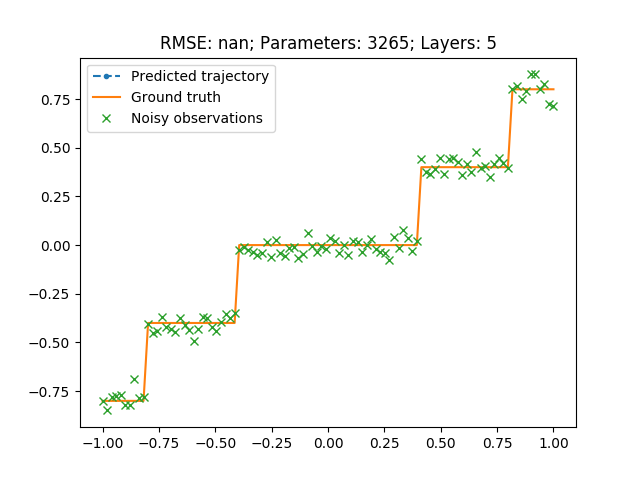 RMSE: nan; Parameters: 3265; Layers: 5
Predicted trajectory
Ground truth
Noisy observations
0.75
0.50
0.25
0.00
−0.25
−0.50
−0.75
−1.00 −0.75 −0.50 −0.25 0.00 0.25 0.50 0.75 1.00